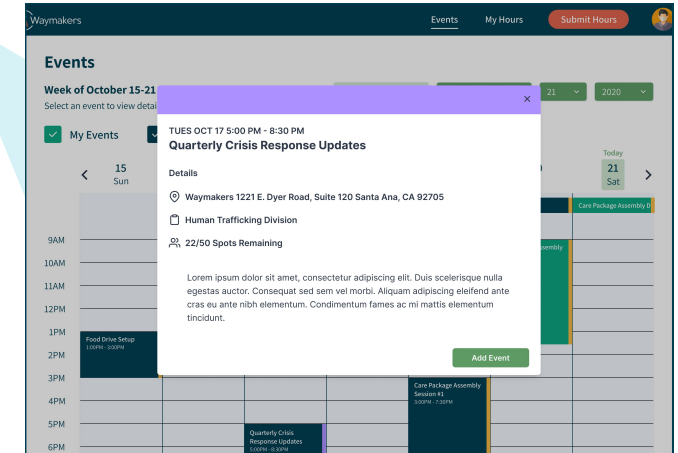 Waymakers
Events
My Hours
Submit Hours
Events
Week of October 15-21
21
2020
Select an event to view detai
My Events
Today
15
Sun
21
Sat
×
TUES OCT 17 5:00 PM - 8:30 PM
Quarterly Crisis Response Updates
Details
Waymakers 1221 E. Dyer Road, Suite 120 Santa Ana, CA 92705
Human Trafficking Division
22/50 Spots Remaining
Lorem ipsum dolor sit amet, consectetur adipiscing elit. Duis scelerisque nulla
egestas auctor. Consequat sed sem vel morbi. Aliquam adipiscing eleifend ante
cras eu ante nibh elementum. Condimentum fames ac mi mattis elementum
tincidunt.
Add Event
Care Package Assembly D
9AM
sembly
10AM
11AM
12PM
1PM
Food Drive Setup
1:00PM - 3:00PM
2PM
3PM
Care Package Assembly
Session #1
3:00PM - 7:30PM
4PM
5PM
Quarterly Crisis
Response Updates
5:00PM - 8:30PM
6PM